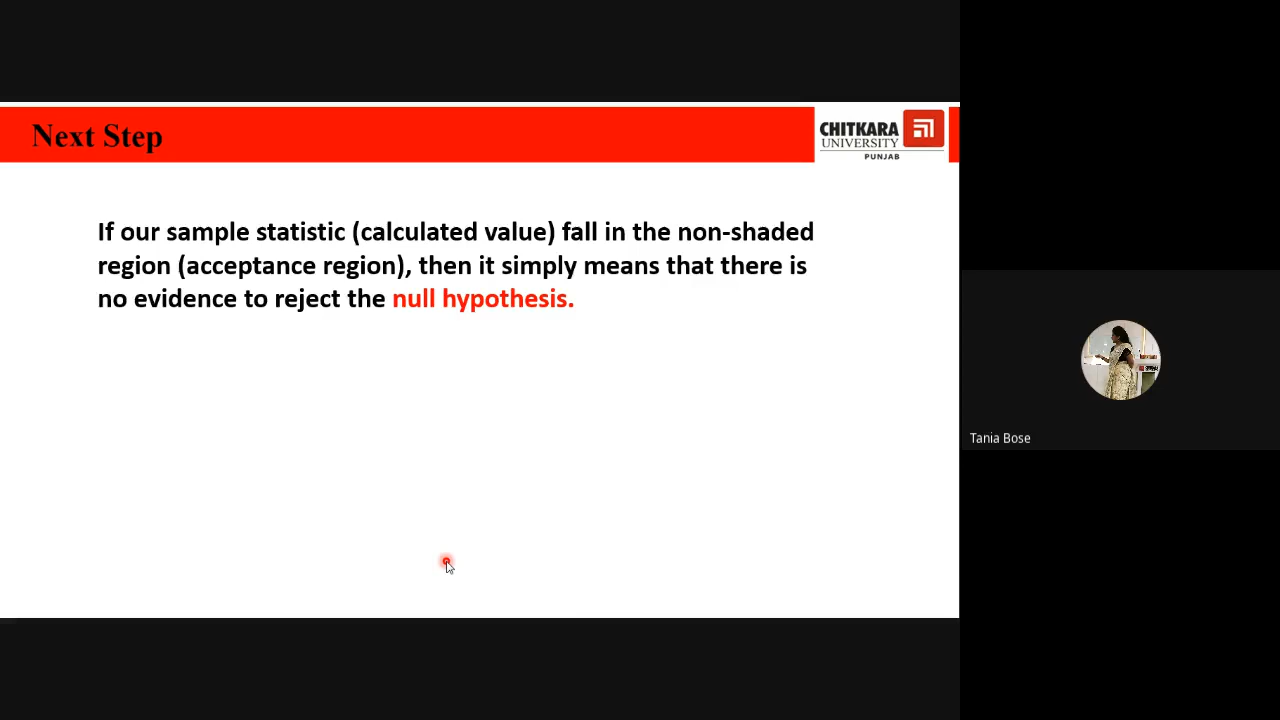 Next Step
CHITKARA
UNIVERSITY
PUNJAB
If our sample statistic (calculated value) fall in the non-shaded
region (acceptance region), then it simply means that there is
no evidence to reject the null hypothesis.
Tania Bose